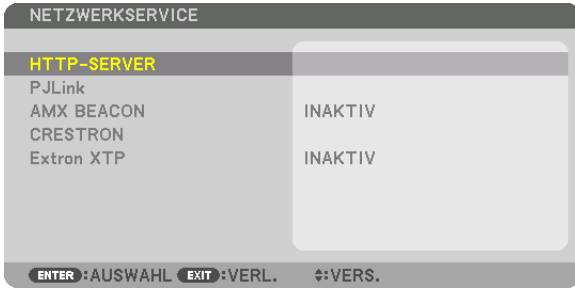 NETZWERKSERVICE
HTTP-SERVER
PJLink
AMX BEACON INAKTIV
CRESTRON
Extron XTP INAKTIV
ENTER :AUSWAHL EXIT :VERL. :VERS.